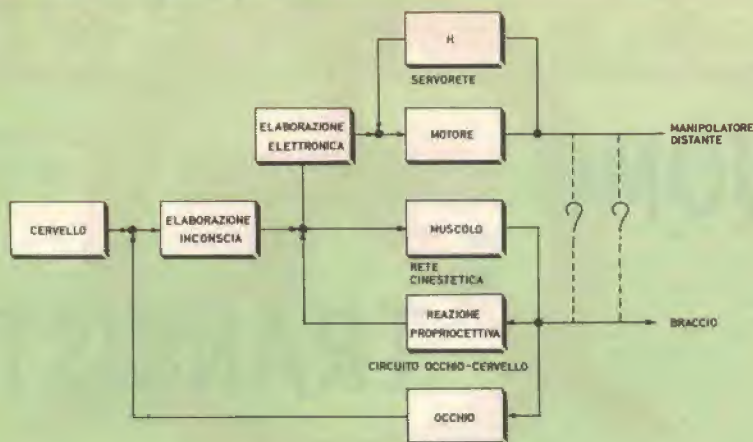 K
SERVORETE
ELABORAZIONE
ELETTRONICA
MOTORE
MANIPOLATORE
DISTANTE
CERVELLO
ELABORAZIONE
INCONSCIA
MUSCOLO
RETE
CINESTETICA
REAZIONE
PROPRIOCETTIVA
BRACCIO
CIRCUITO OCCHIO-CERVELLO
OCCHIO
? ?